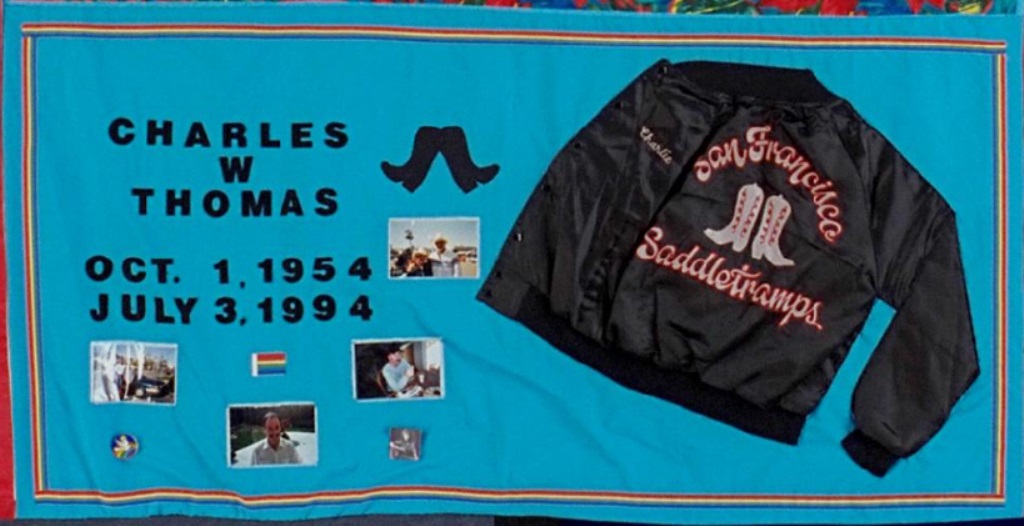 CHARLES
W
THOMAS
OCT. 1, 1954
JULY 3, 1994
Charlie
San Francisco
Saddletramps